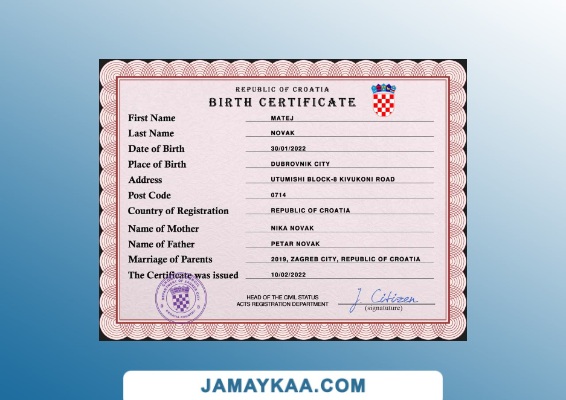 REPUBLIC OF CROATIA
BIRTH CERTIFICATE
First Name MATEJ
Last Name NOVAK
Date of Birth 30/01/2022
Place of Birth DUBROVNIK CITY
Address UTUMISHI BLOCK-8 KIVUKONI ROAD
Post Code 0714
Country of Registration REPUBLIC OF CROATIA
Name of Mother NIKA NOVAK
Name of Father PETAR NOVAK
Marriage of Parents 2019, ZAGREB CITY, REPUBLIC OF CROATIA
The Certificate was issued 10/02/2022
HEAD OF THE CIVIL STATUS
ACTS REGISTRATION DEPARTMENT
J. Citizen
(signatuture)
JAMAYKAA.COM